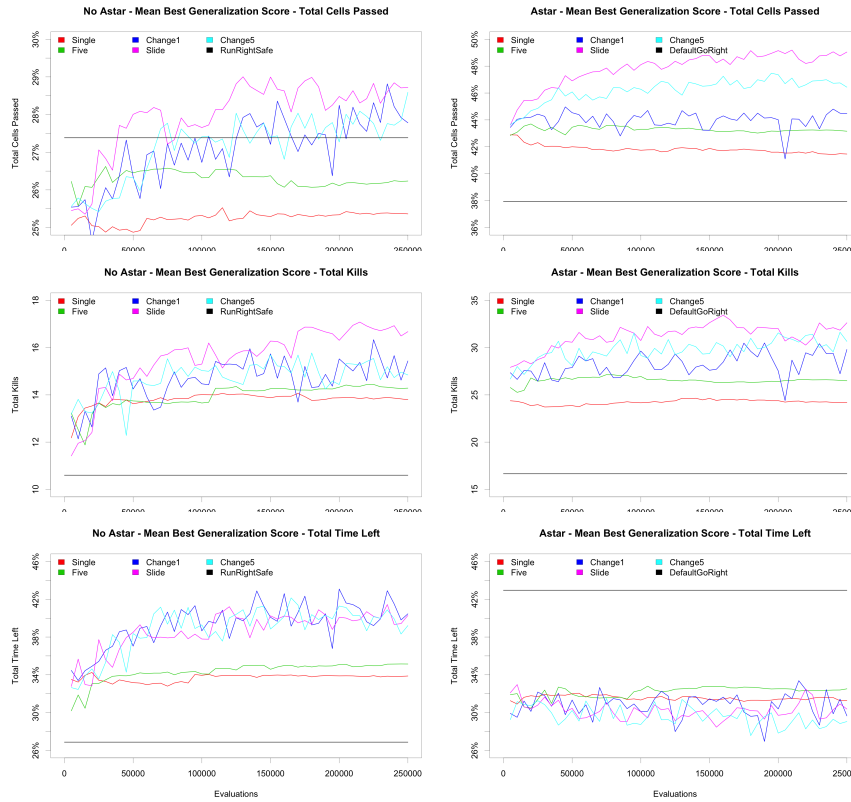 No Astar - Mean Best Generalization Score - Total Cells Passed
Single Change1 Change5
Five Slide RunRightSafe
Total Cells Passed
30%
29%
28%
27%
26%
25%
0 50000 100000 150000 200000 250000
Astar - Mean Best Generalization Score - Total Cells Passed
Single Change1 Change5
Five Slide DefaultGoRight
Total Cells Passed
50%
48%
46%
44%
42%
40%
38%
36%
0 50000 100000 150000 200000 25000
No Astar - Mean Best Generalization Score - Total Kills
Single Change1 Change5
Five Slide RunRightSafe
Total Kills
18
16
14
12
10
0 50000 100000 150000 200000 250000
Astar - Mean Best Generalization Score - Total Kills
Single Change1 Change5
Five Slide DefaultGoRight
Total Kills
35
30
25
20
15
0 50000 100000 150000 200000 25000
No Astar - Mean Best Generalization Score - Total Time Left
Single Change1 Change5
Five Slide RunRightSafe
Total Time Left
46%
42%
38%
34%
30%
26%
0 50000 100000 150000 200000 250000
Evaluations
Astar - Mean Best Generalization Score - Total Time Left
Single Change1 Change5
Five Slide DefaultGoRight
Total Time Left
46%
42%
38%
34%
30%
26%
0 50000 100000 150000 200000 25000
Evaluations